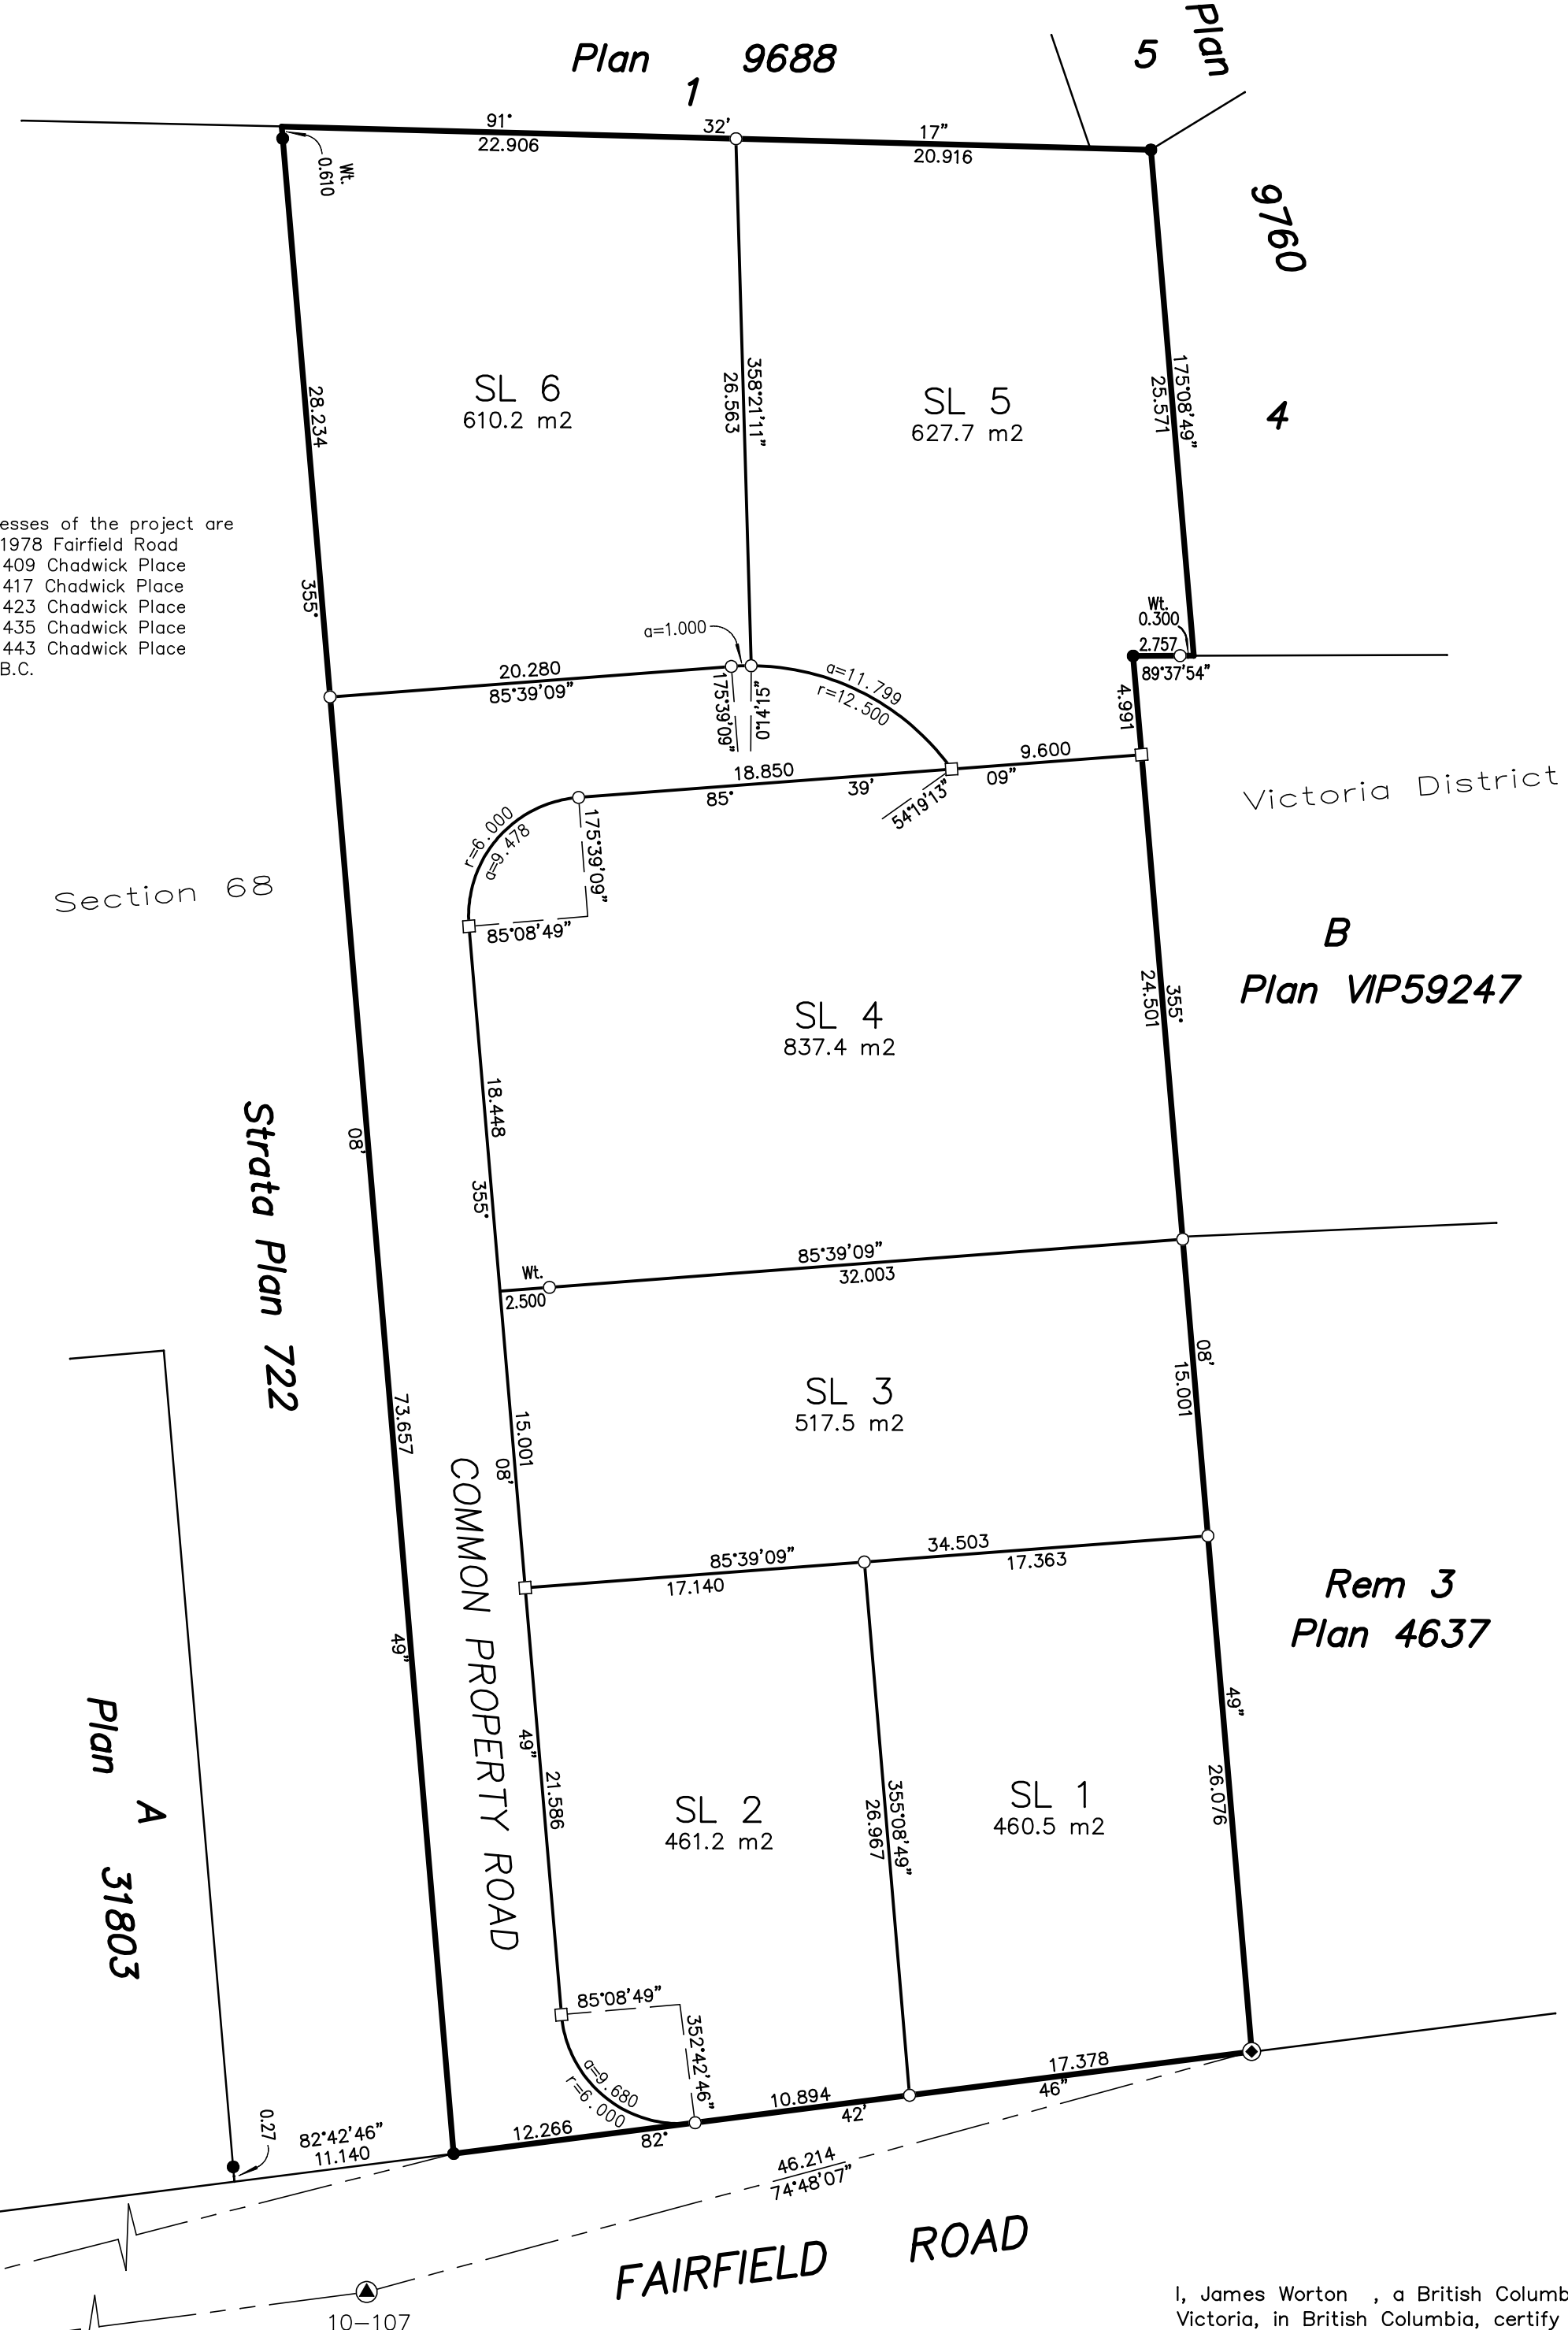 Plan 9688
1
5
Plan
9760
91° 32' 17"
22.906
20.916
Wt.
0.610
28.234
355°
SL 6
610.2 m2
358°21'11"
26.563
SL 5
627.7 m2
175°08'49"
25.571
4
esses of the project are
1978 Fairfield Road
409 Chadwick Place
417 Chadwick Place
423 Chadwick Place
435 Chadwick Place
443 Chadwick Place
B.C.
a=1.000
20.280
85°39'09"
175°39'09"
0°14'15"
a=11.799
r=12.500
Wt.
0.300
2.757
89°37'54"
4.991
18.850
9.600
85° 39' 09"
54°19'13"
Victoria District
r=6.000
a=9.478
175°39'09"
85°08'49"
Section 68
B
Plan VIP59247
SL 4
837.4 m2
24.501
355°
18.448
355°
08'
Strata Plan 722
85°39'09"
32.003
Wt.
2.500
08'
15.001
SL 3
517.5 m2
73.657
15.001
08'
COMMON PROPERTY ROAD
85°39'09"
34.503
17.140
17.363
Rem 3
Plan 4637
49"
49"
49"
21.586
26.076
SL 2
461.2 m2
355°08'49"
26.967
SL 1
460.5 m2
Plan A 31803
85°08'49"
352°42'46"
a=9.680
r=6.000
0.27
82°42'46"
11.140
12.266
10.894
17.378
82° 42' 46"
46.214
74°48'07"
FAIRFIELD ROAD
10-107
I, James Worton , a British Columb
Victoria, in British Columbia, certify